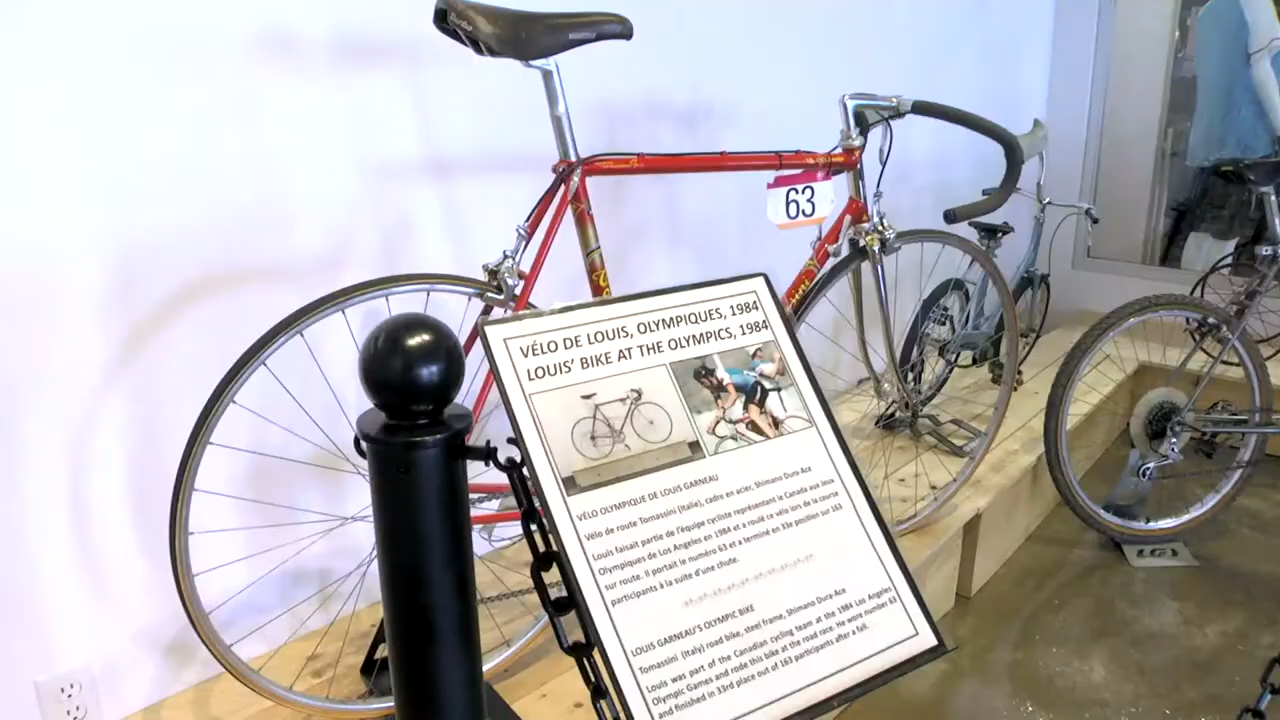 Turbo
63
VÉLO DE LOUIS, OLYMPIQUES, 1984
LOUIS' BIKE AT THE OLYMPICS, 1984
VÉLO OLYMPIQUE DE LOUIS GARNEAU
Vélo de route Tomassini (Italie), cadre en acier, Shimano Dura-Ace
Louis faisait partie de l'équipe cycliste représentant le Canada aux Jeux
Olympiques de Los Angeles en 1984 et a roulé ce vélo lors de la course
sur route. Il portait le numéro 63 et a terminé en 33e position sur 163
participants à la suite d'une chute.
LOUIS GARNEAU'S OLYMPIC BIKE
Tomassini (Italy) road bike, steel frame, Shimano Dura-Ace
Louis was part of the Canadian cycling team at the 1984 Los Angeles
Olympic Games and rode this bike at the road race. He wore number 63
and finished in 33rd place out of 163 participants after a fall.
LG